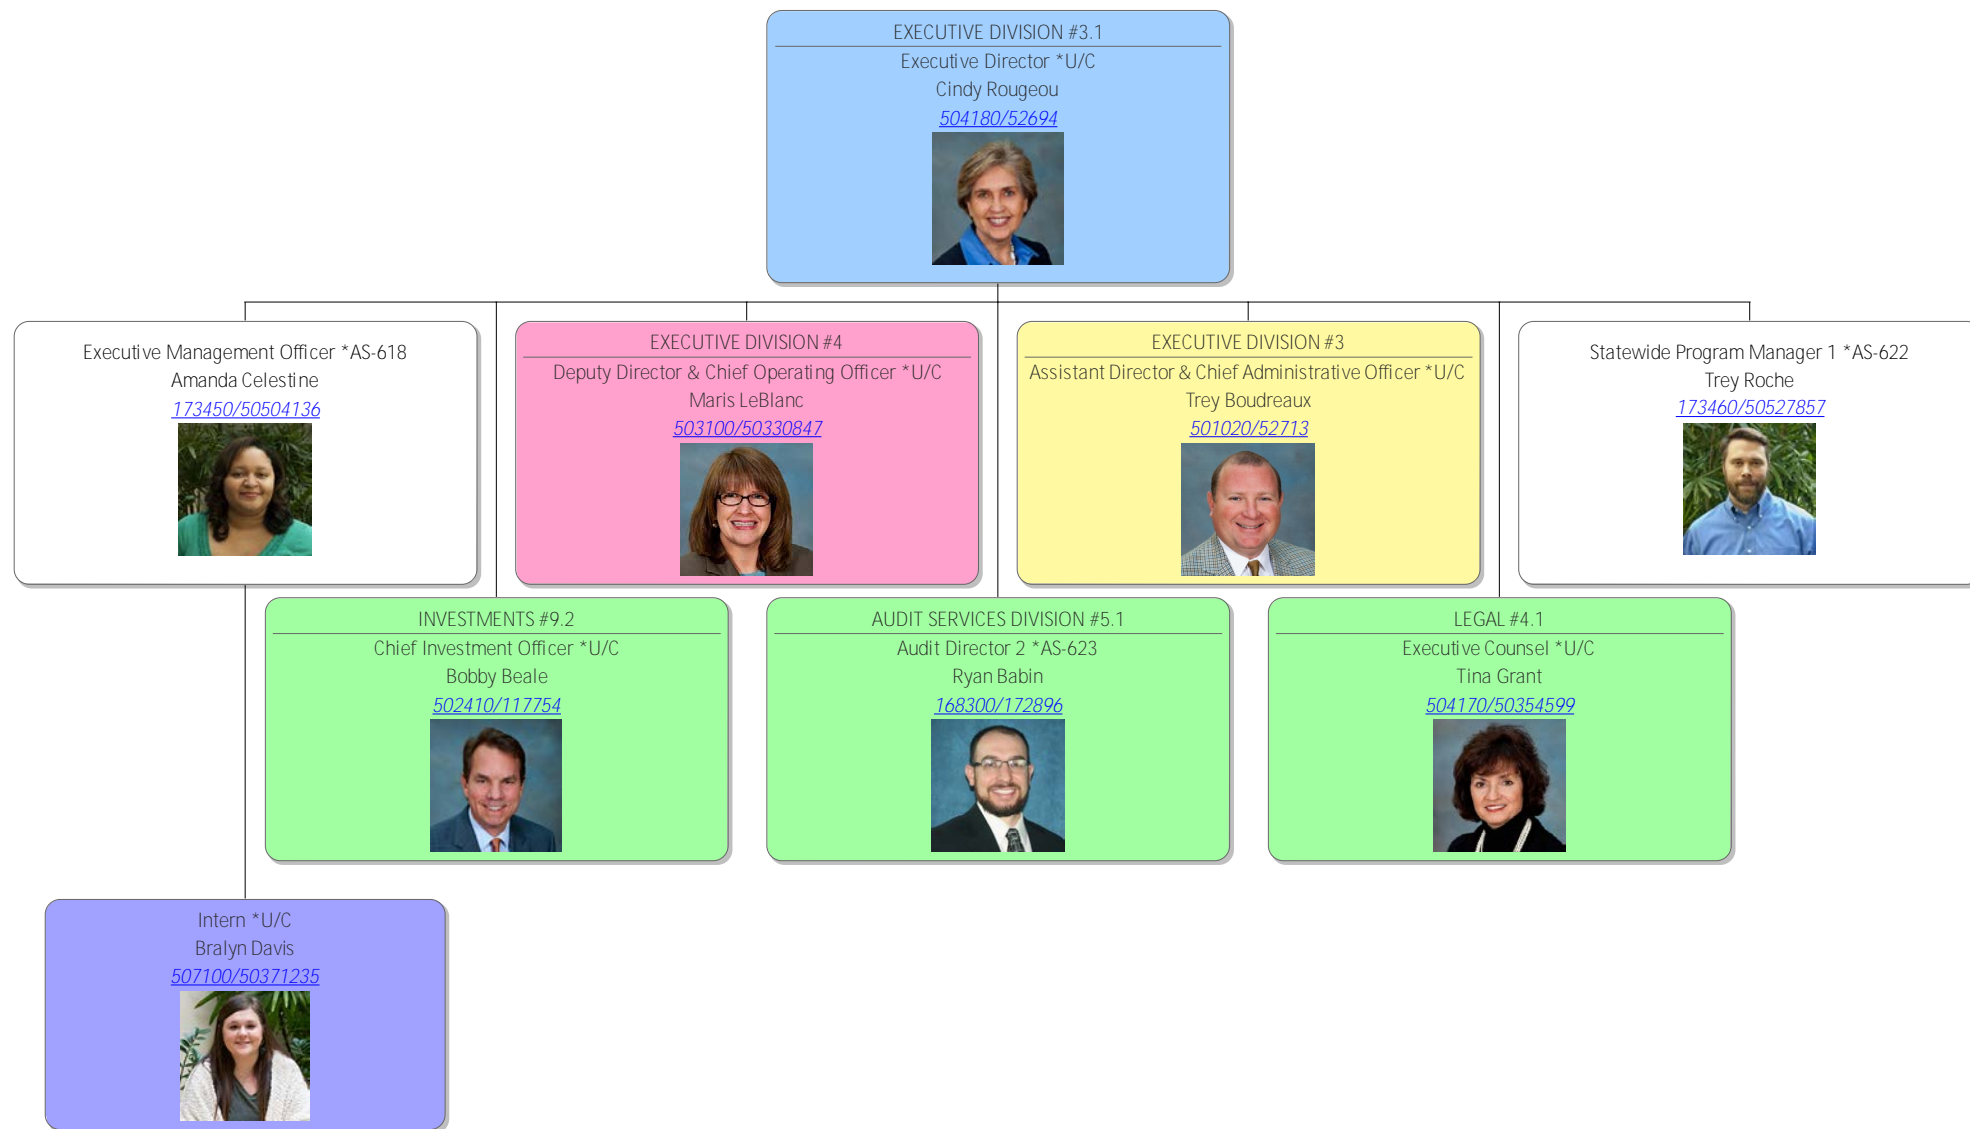 EXECUTIVE DIVISION #3.1
Executive Director *U/C
Cindy Rougeou
504180/52694
Executive Management Officer *AS-618
Amanda Celestine
173450/50504136
EXECUTIVE DIVISION #4
Deputy Director & Chief Operating Officer *U/C
Maris LeBlanc
503100/50330847
EXECUTIVE DIVISION #3
Assistant Director & Chief Administrative Officer *U/C
Trey Boudreaux
501020/52713
Statewide Program Manager 1 *AS-622
Trey Roche
173460/50527857
INVESTMENTS #9.2
Chief Investment Officer *U/C
Bobby Beale
502410/117754
AUDIT SERVICES DIVISION #5.1
Audit Director 2 *AS-623
Ryan Babin
168300/172896
LEGAL #4.1
Executive Counsel *U/C
Tina Grant
504170/50354599
Intern *U/C
Bralyn Davis
507100/50371235